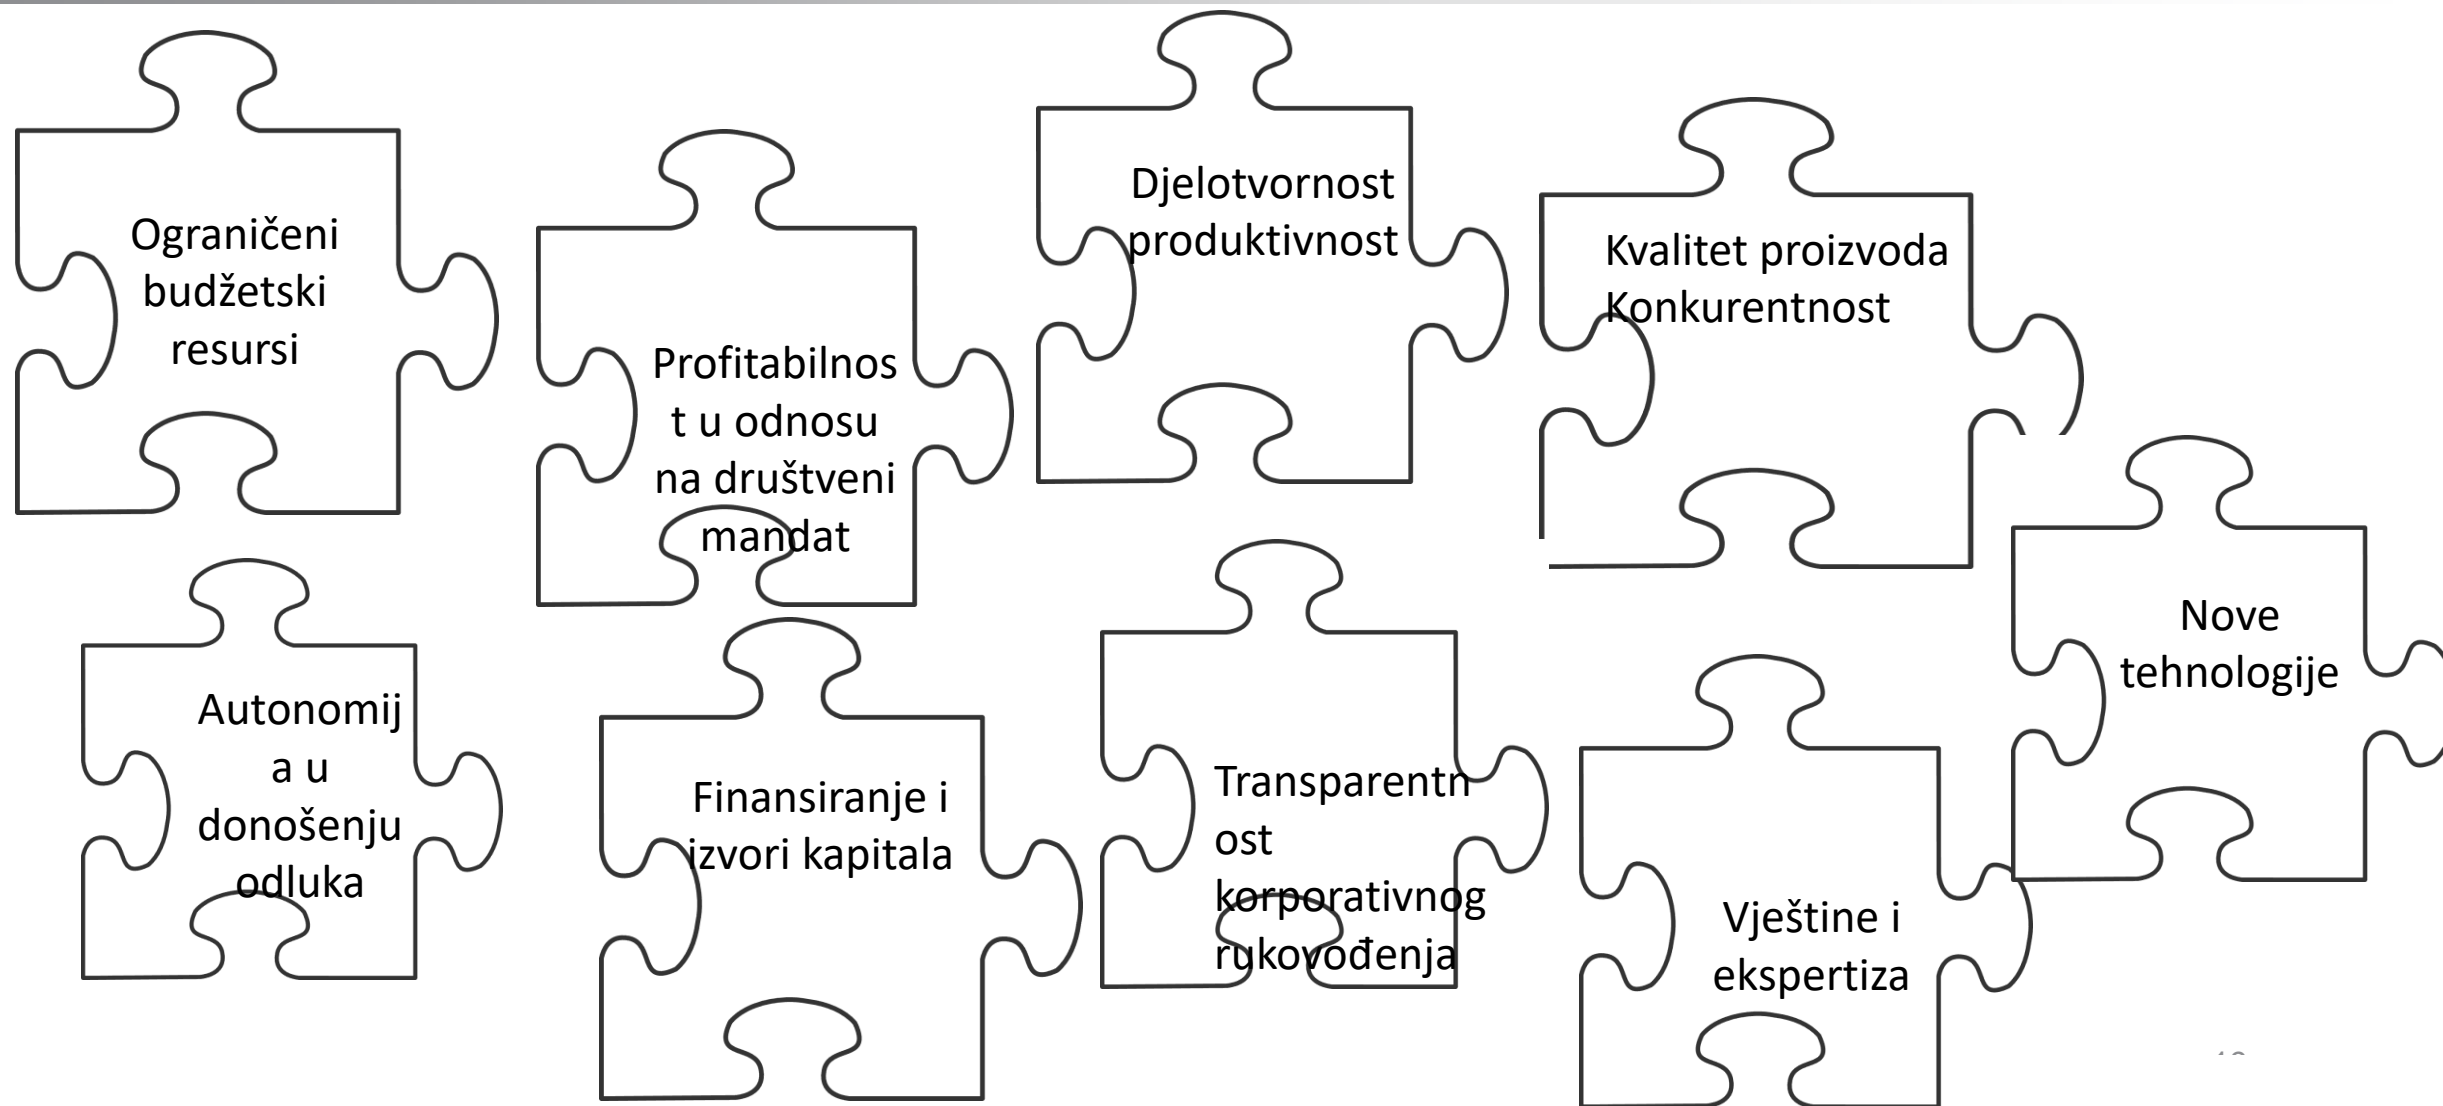 Ograničeni
budžetski
resursi
Profitabilnos
t u odnosu
na društveni
mandat
Djelotvornost
produktivnost
Kvalitet proizvoda
Konkurentnost
Autonomij
a u
donošenju
odluka
Finansiranje i
izvori kapitala
Transparentn
ost
korporativnog
rukovođenja
Vještine i
ekspertiza
Nove
tehnologije